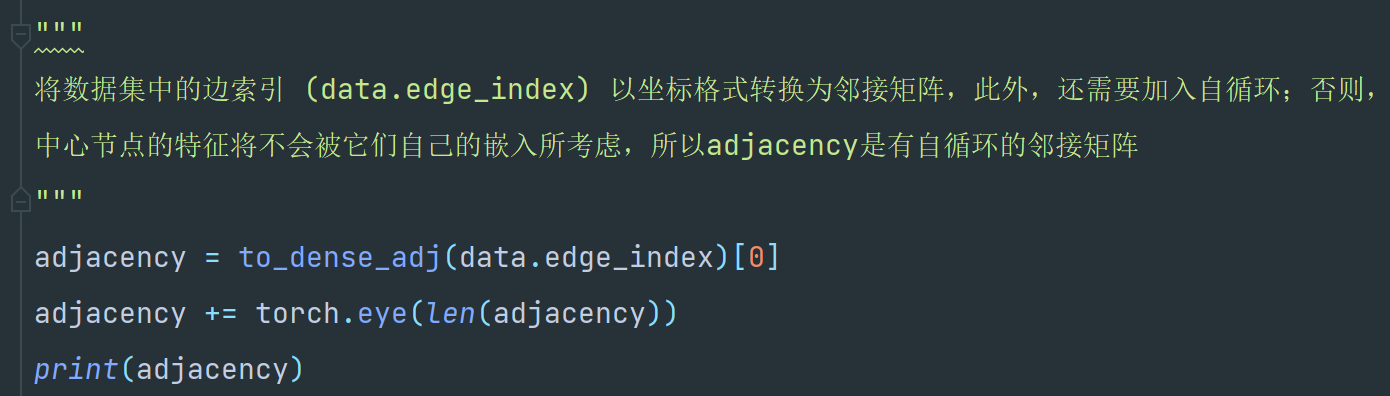 """
将数据集中的边索引 (data.edge_index) 以坐标格式转换为邻接矩阵，此外，还需要加入自循环；否则，
中心节点的特征将不会被它们自己的嵌入所考虑，所以adjacency是有自循环的邻接矩阵
"""
adjacency = to_dense_adj(data.edge_index)[0]
adjacency += torch.eye(len(adjacency))
print(adjacency)